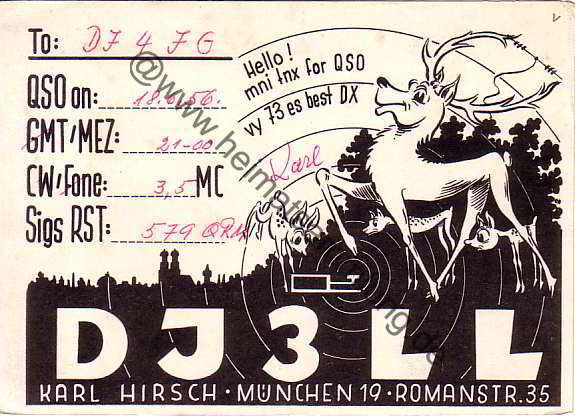 To: DJ 4 JG
Hello!
mni tnx for QSO
vy 73 es best DX
QSO on: 18.6.56.
GMT/MEZ: 21-00
CW/Fone: 3,5 MC
Sigs RST: 579 QRM
Karl
DJ3LL
KARL HIRSCH · MÜNCHEN 19 · ROMANSTR. 35